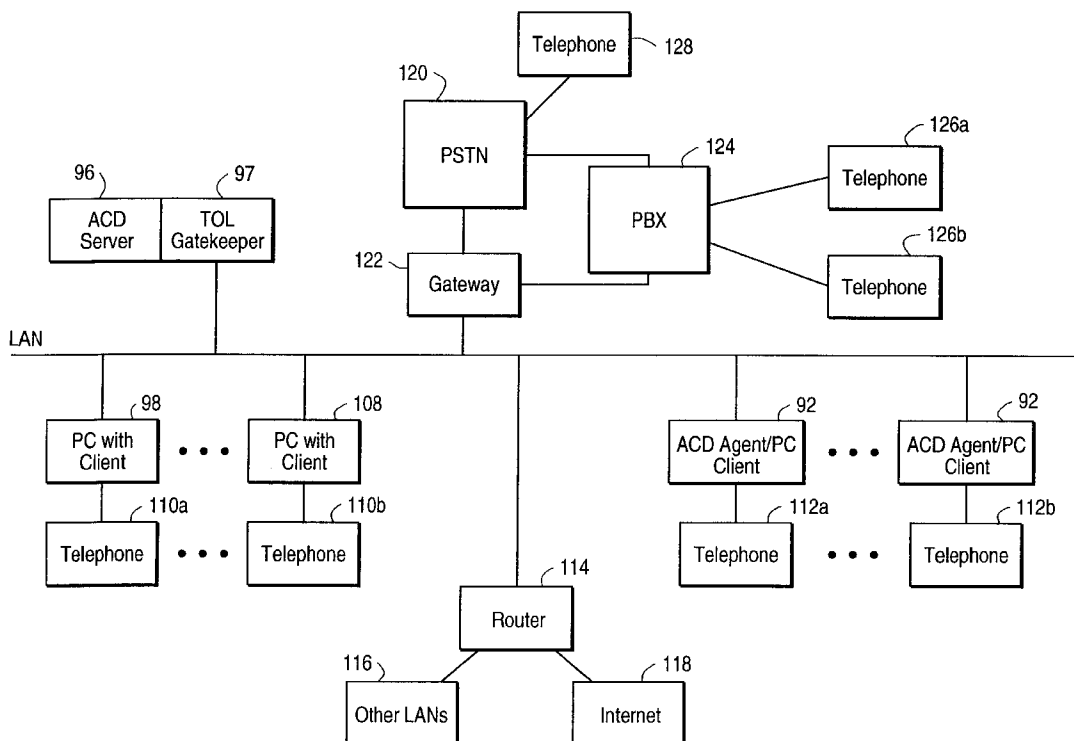 Telephone
128
120
PSTN
124
PBX
126a
Telephone
126b
Telephone
96
97
ACD
Server
TOL
Gatekeeper
122
Gateway
LAN
98
PC with
Client
108
PC with
Client
92
ACD Agent/PC
Client
92
ACD Agent/PC
Client
110a
Telephone
110b
Telephone
112a
Telephone
112b
Telephone
114
Router
116
Other LANs
118
Internet